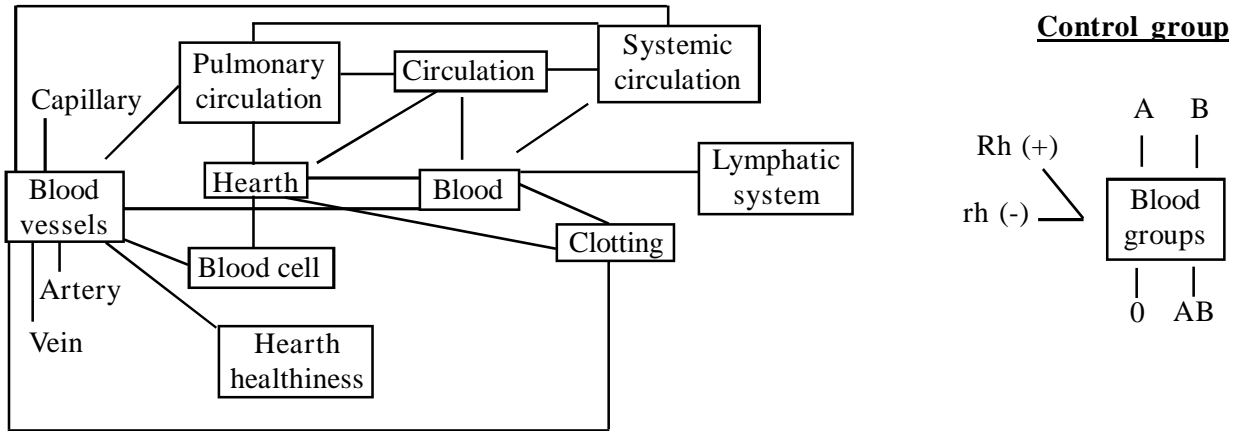 Control group
Systemic
circulation
Pulmonary
circulation
Circulation
Capillary
A B
Rh (+)
Lymphatic
system
Hearth
Blood
Blood
vessels
rh (-)
Blood
groups
Clotting
Blood cell
Artery
0 AB
Vein
Hearth
healthiness